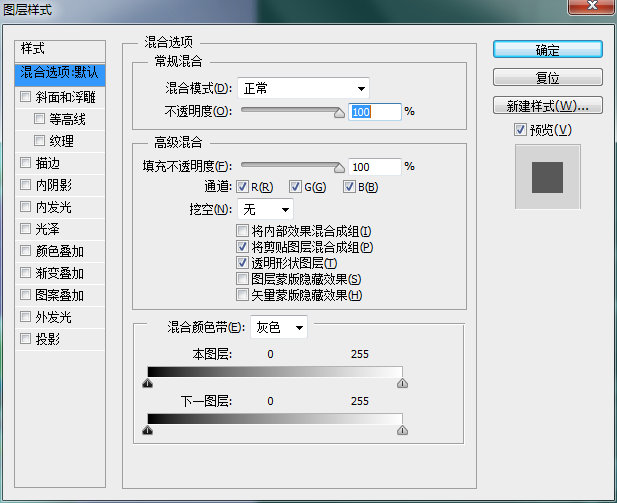 图层样式
样式
混合选项:默认
斜面和浮雕
等高线
纹理
描边
内阴影
内发光
光泽
颜色叠加
渐变叠加
图案叠加
外发光
投影
混合选项
常规混合
混合模式(D): 正常
不透明度(O): 100 %
高级混合
填充不透明度(F): 100 %
通道: R(R) G(G) B(B)
挖空(N): 无
将内部效果混合成组(I)
将剪贴图层混合成组(P)
透明形状图层(T)
图层蒙版隐藏效果(S)
矢量蒙版隐藏效果(H)
混合颜色带(E): 灰色
本图层: 0 255
下一图层: 0 255
确定
复位
新建样式(W)...
预览(V)